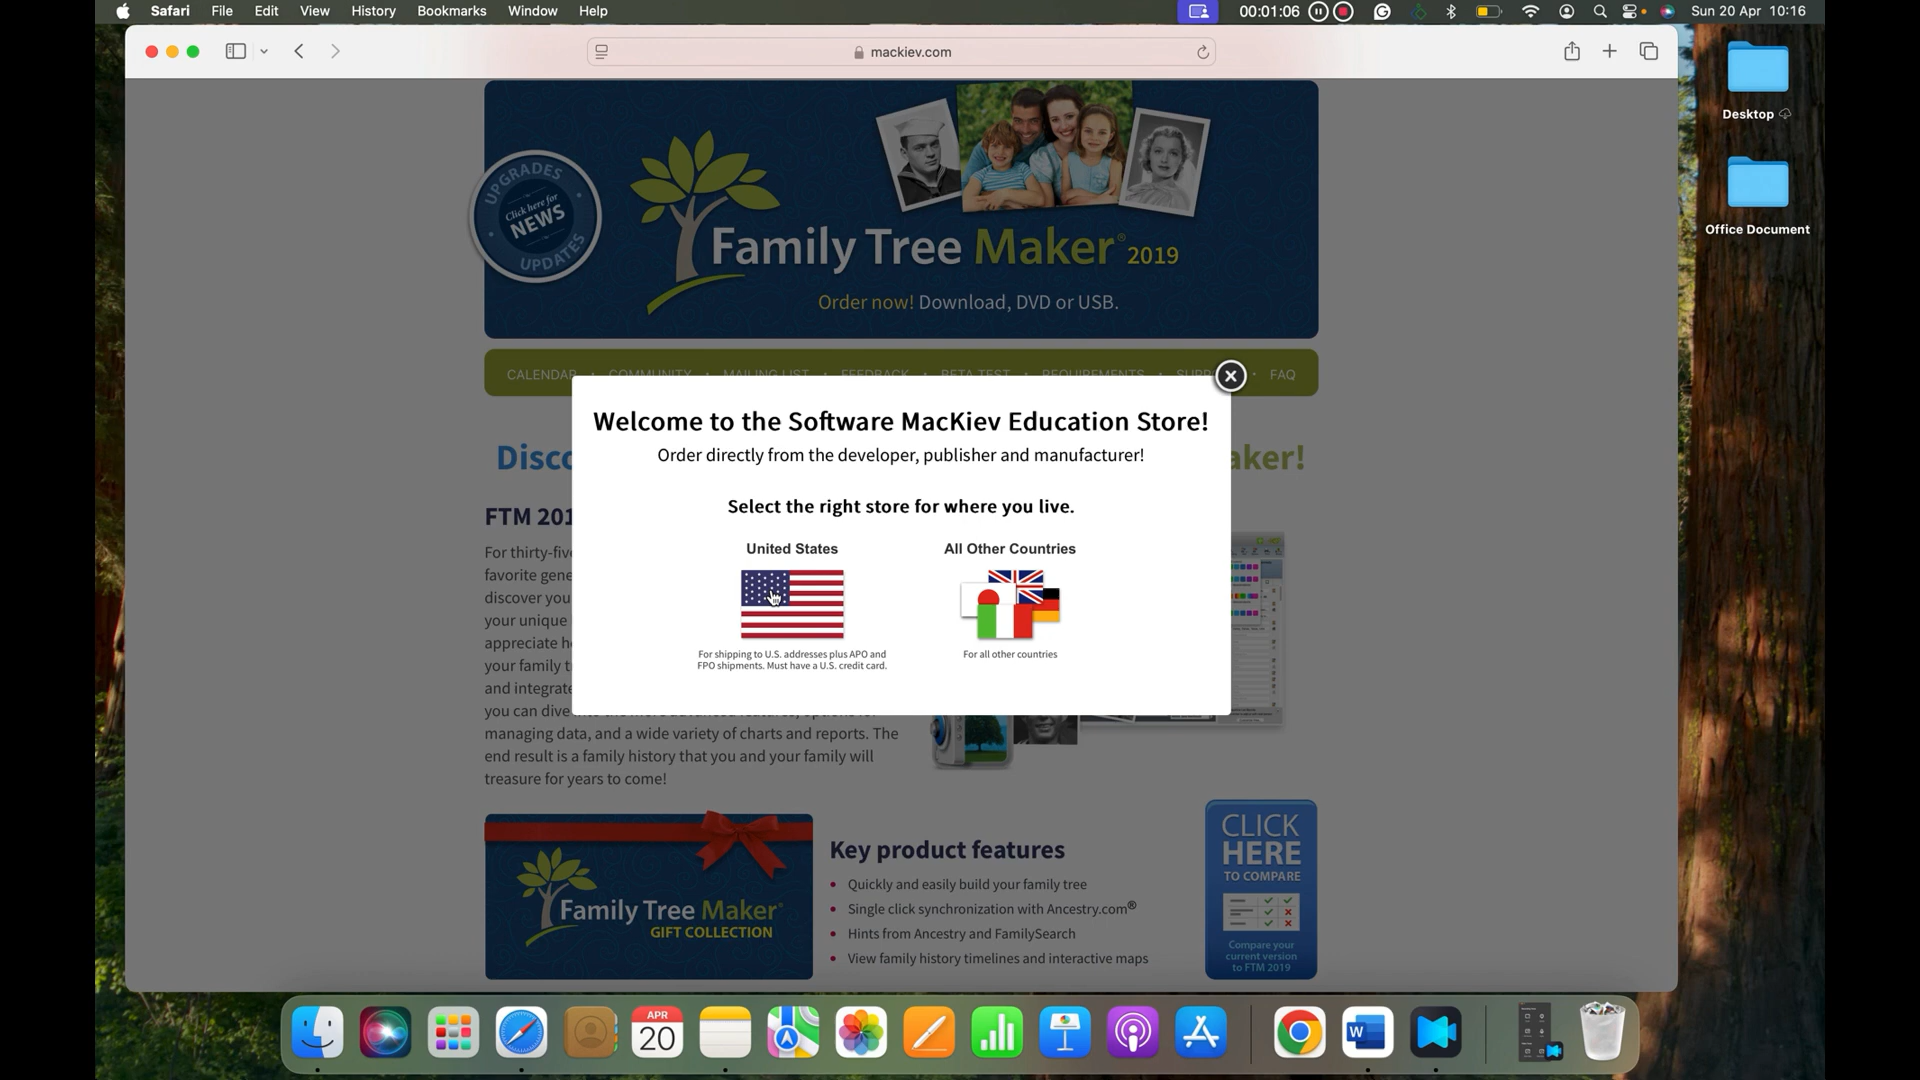 Safari File Edit View History Bookmarks Window Help 00:01:06 Sun 20 Apr 10:16
mackiev.com
Desktop
Office Document
UPGRADES
Click here for
NEWS
UPDATES
Family Tree Maker® 2019
Order now! Download, DVD or USB.
CALENDAR • COMMUNITY • MAILING LIST • FEEDBACK • BETA TEST • REQUIREMENTS • SUPP • FAQ
Welcome to the Software MacKiev Education Store!
Order directly from the developer, publisher and manufacturer!
Select the right store for where you live.
United States
For shipping to U.S. addresses plus APO and
FPO shipments. Must have a U.S. credit card.
All Other Countries
For all other countries
Disco
aker!
FTM 201
For thirty-five
favorite gene
discover you
your unique
appreciate h
your family t
and integrate
you can dive
managing data, and a wide variety of charts and reports. The
end result is a family history that you and your family will
treasure for years to come!
Family Tree Maker®
GIFT COLLECTION
Key product features
• Quickly and easily build your family tree
• Single click synchronization with Ancestry.com®
• Hints from Ancestry and FamilySearch
• View family history timelines and interactive maps
CLICK
HERE
TO COMPARE
Compare your
current version
to FTM 2019
APR
20
W